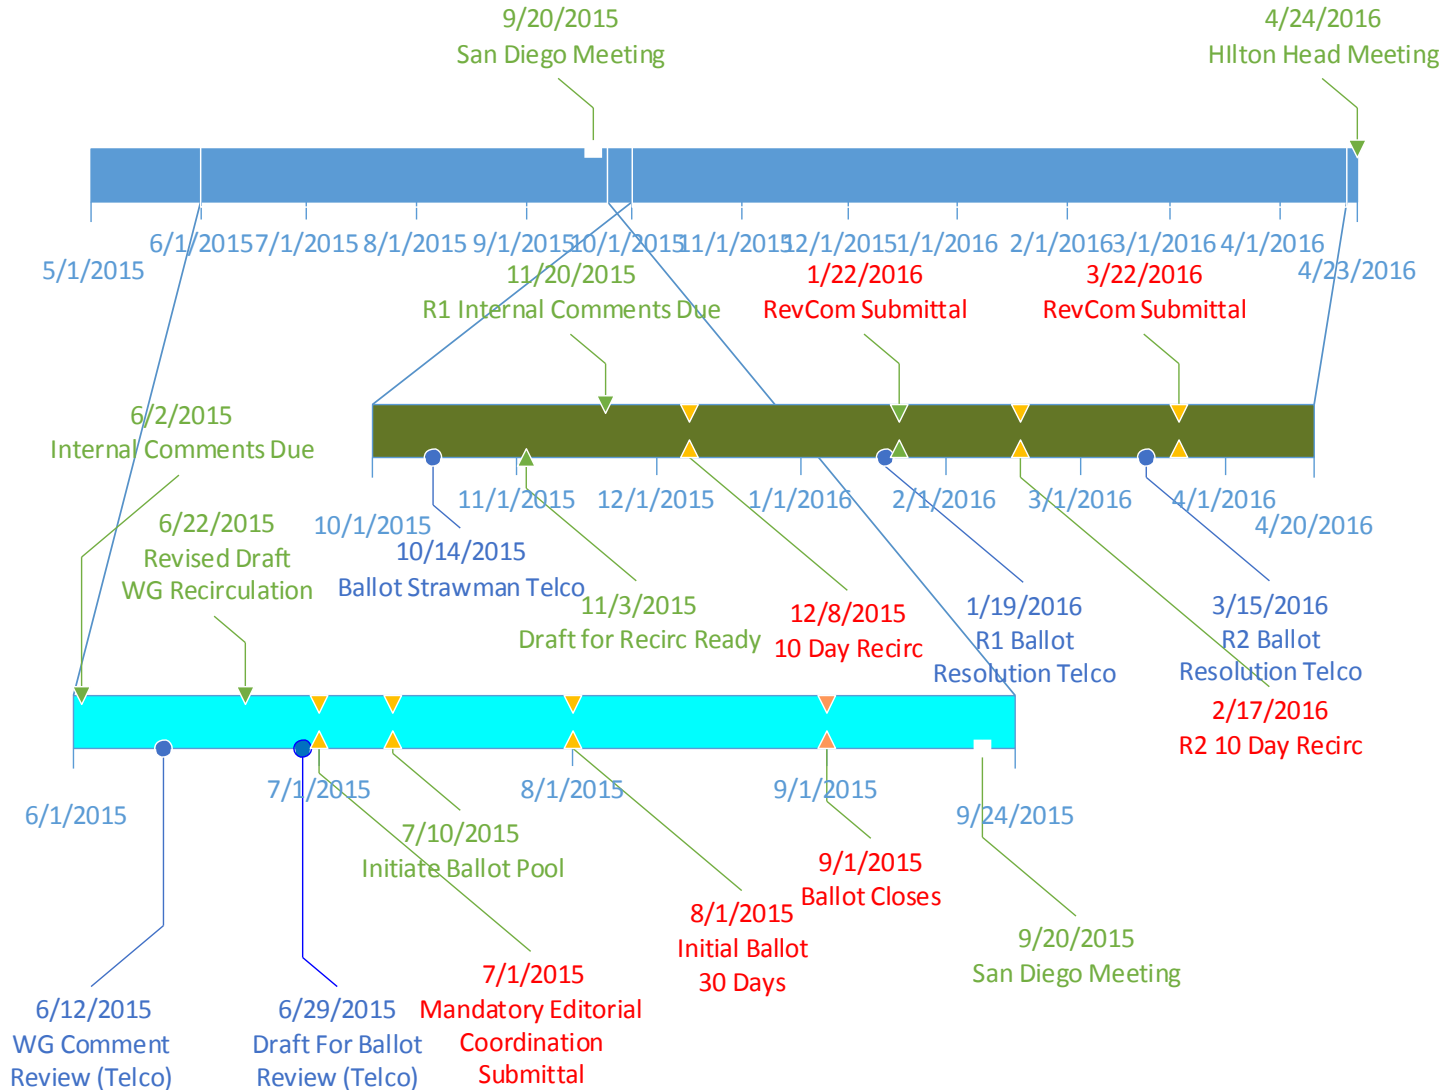 9/20/2015
San Diego Meeting
4/24/2016
HIlton Head Meeting
5/1/2015
6/1/2015
7/1/2015
8/1/2015
9/1/2015
10/1/2015
11/1/2015
12/1/2015
1/1/2016
2/1/2016
3/1/2016
4/1/2016
4/23/2016
11/20/2015
R1 Internal Comments Due
1/22/2016
RevCom Submittal
3/22/2016
RevCom Submittal
10/1/2015
11/1/2015
12/1/2015
1/1/2016
2/1/2016
3/1/2016
4/1/2016
4/20/2016
10/14/2015
Ballot Strawman Telco
11/3/2015
Draft for Recirc Ready
12/8/2015
10 Day Recirc
1/19/2016
R1 Ballot
Resolution Telco
3/15/2016
R2 Ballot
Resolution Telco
2/17/2016
R2 10 Day Recirc
6/2/2015
Internal Comments Due
6/22/2015
Revised Draft
WG Recirculation
6/1/2015
7/1/2015
8/1/2015
9/1/2015
9/24/2015
7/10/2015
Initiate Ballot Pool
9/1/2015
Ballot Closes
8/1/2015
Initial Ballot
30 Days
9/20/2015
San Diego Meeting
6/12/2015
WG Comment
Review (Telco)
6/29/2015
Draft For Ballot
Review (Telco)
7/1/2015
Mandatory Editorial
Coordination
Submittal